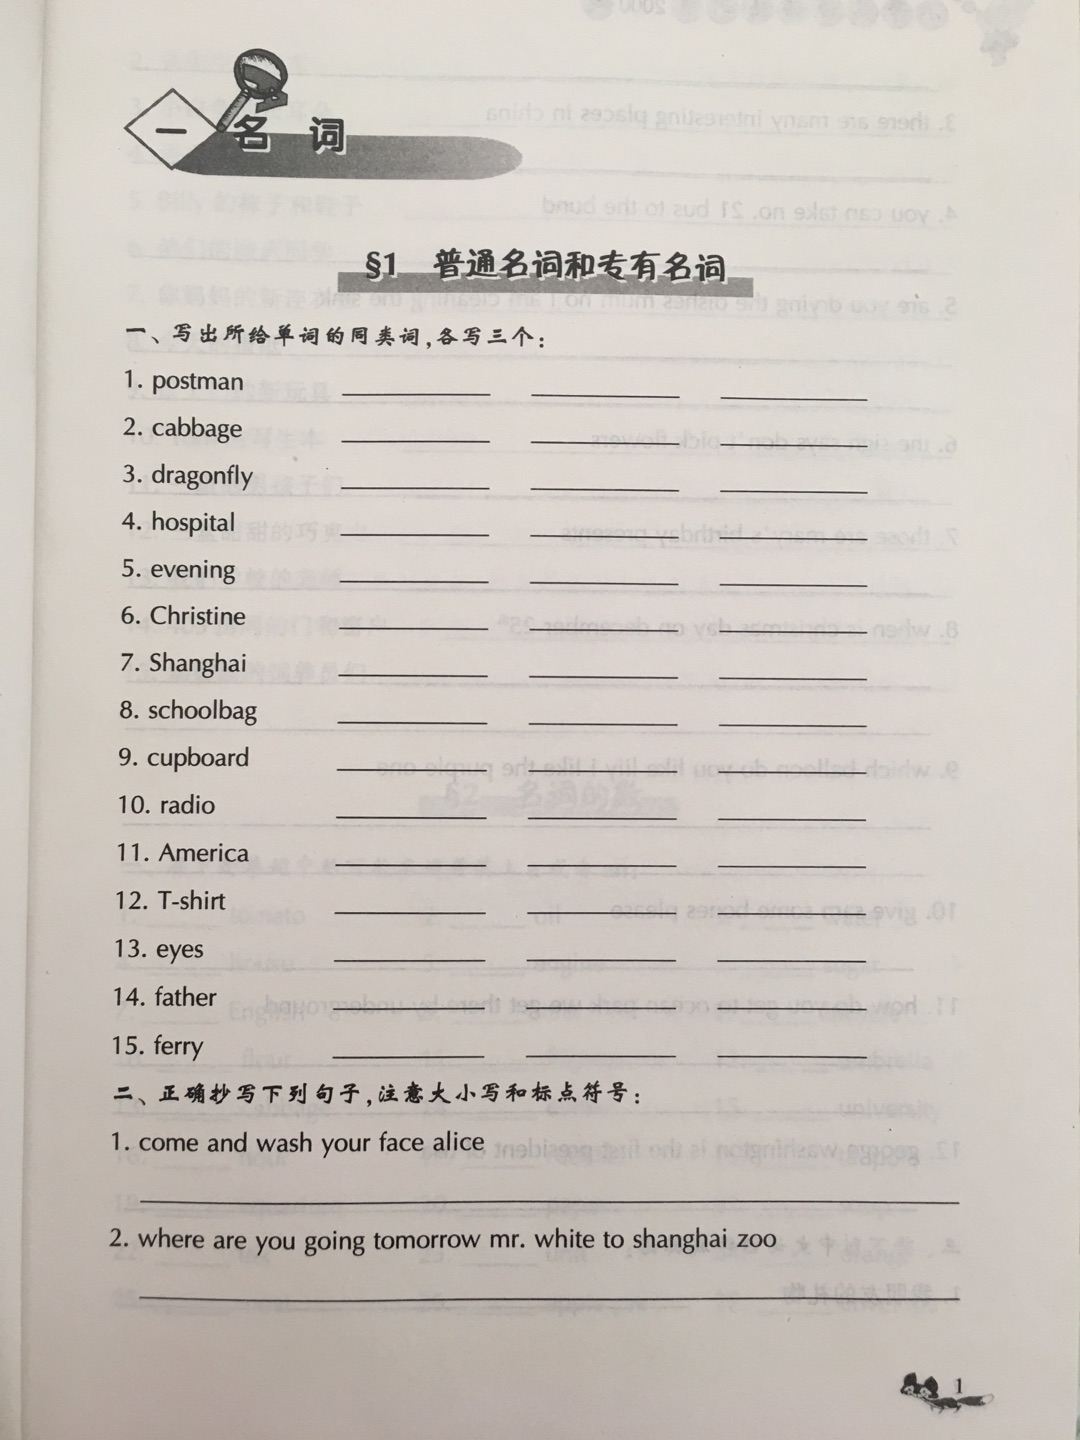 一 名 词
§1 普通名词和专有名词
一、写出所给单词的同类词,各写三个:
1. postman
2. cabbage
3. dragonfly
4. hospital
5. evening
6. Christine
7. Shanghai
8. schoolbag
9. cupboard
10. radio
11. America
12. T-shirt
13. eyes
14. father
15. ferry
二、正确抄写下列句子,注意大小写和标点符号:
1. come and wash your face alice
2. where are you going tomorrow mr. white to shanghai zoo
1